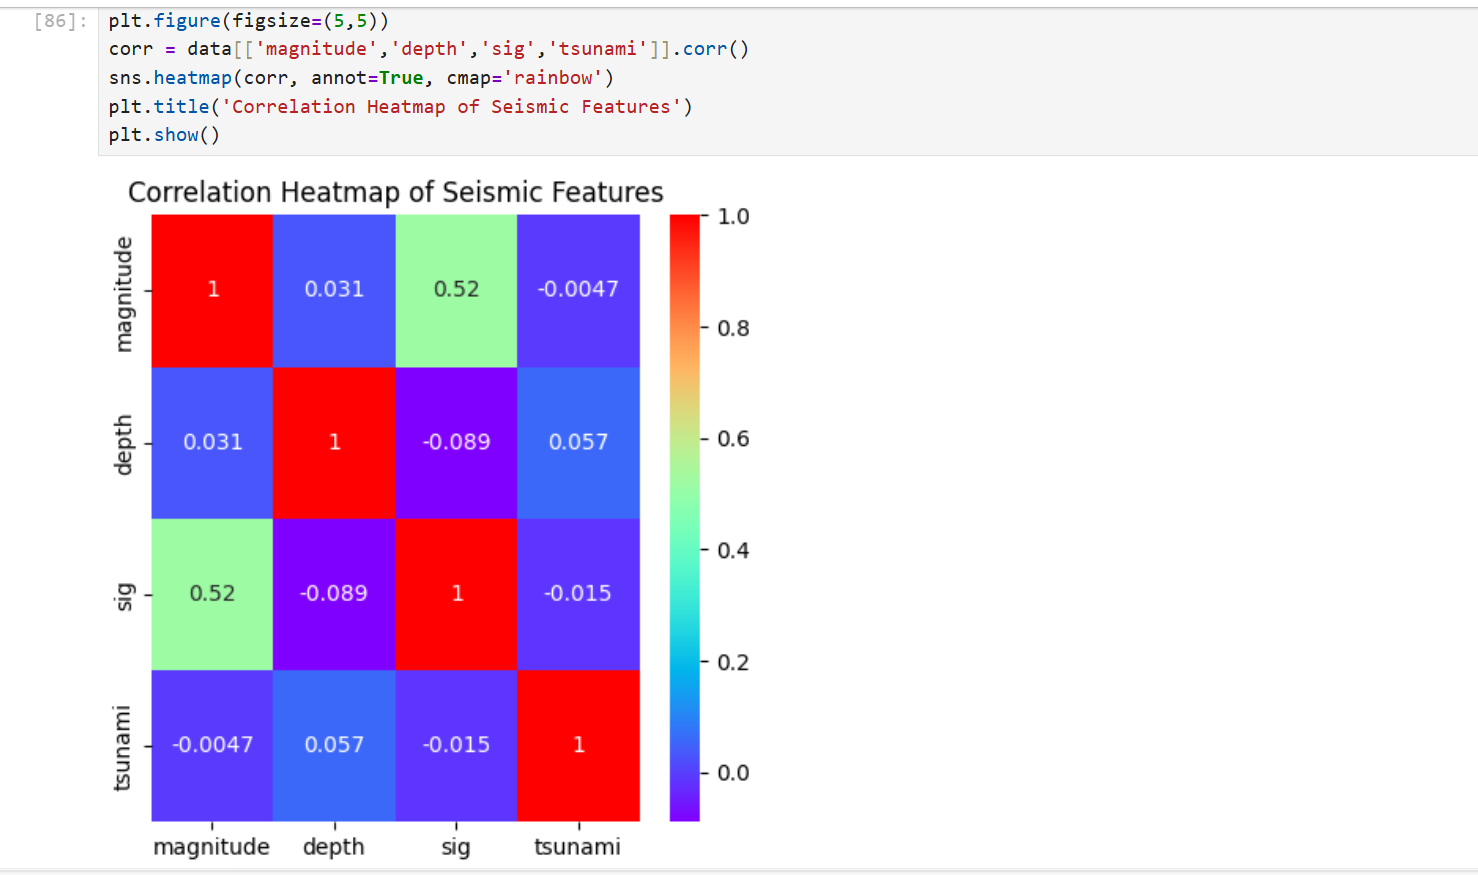 [86]:
plt.figure(figsize=(5,5))
corr = data[['magnitude','depth','sig','tsunami']].corr()
sns.heatmap(corr, annot=True, cmap='rainbow')
plt.title('Correlation Heatmap of Seismic Features')
plt.show()
Correlation Heatmap of Seismic Features
magnitude 1 0.031 0.52 -0.0047
depth 0.031 1 -0.089 0.057
sig 0.52 -0.089 1 -0.015
tsunami -0.0047 0.057 -0.015 1
magnitude depth sig tsunami
1.0
0.8
0.6
0.4
0.2
0.0